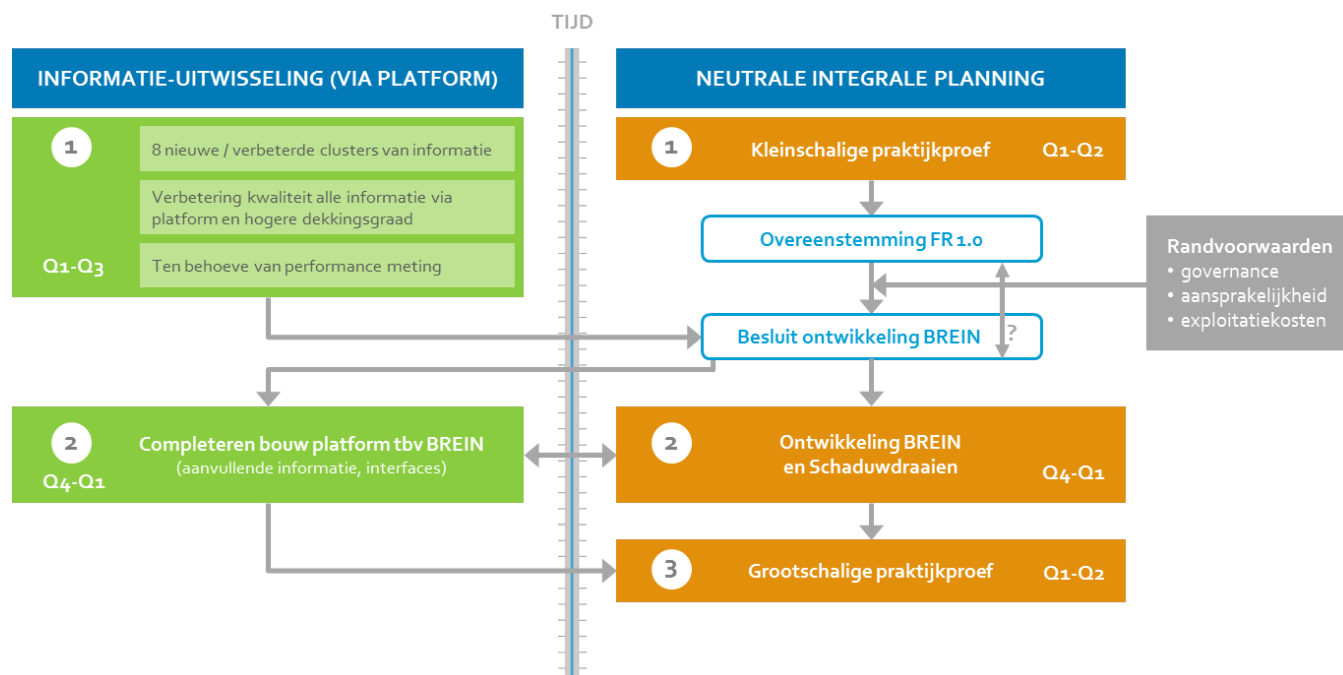 TIJD
INFORMATIE-UITWISSELING (VIA PLATFORM)
1
8 nieuwe / verbeterde clusters van informatie
Verbetering kwaliteit alle informatie via
platform en hogere dekkingsgraad
Q1-Q3
Ten behoeve van performance meting
2
Completeren bouw platform tbv BREIN
(aanvullende informatie, interfaces)
Q4-Q1
NEUTRALE INTEGRALE PLANNING
1
Kleinschalige praktijkproef
Q1-Q2
Overeenstemming FR 1.0
Besluit ontwikkeling BREIN
?
Randvoorwaarden
• governance
• aansprakelijkheid
• exploitatiekosten
2
Ontwikkeling BREIN
en Schaduwdraaien
Q4-Q1
3
Grootschalige praktijkproef
Q1-Q2